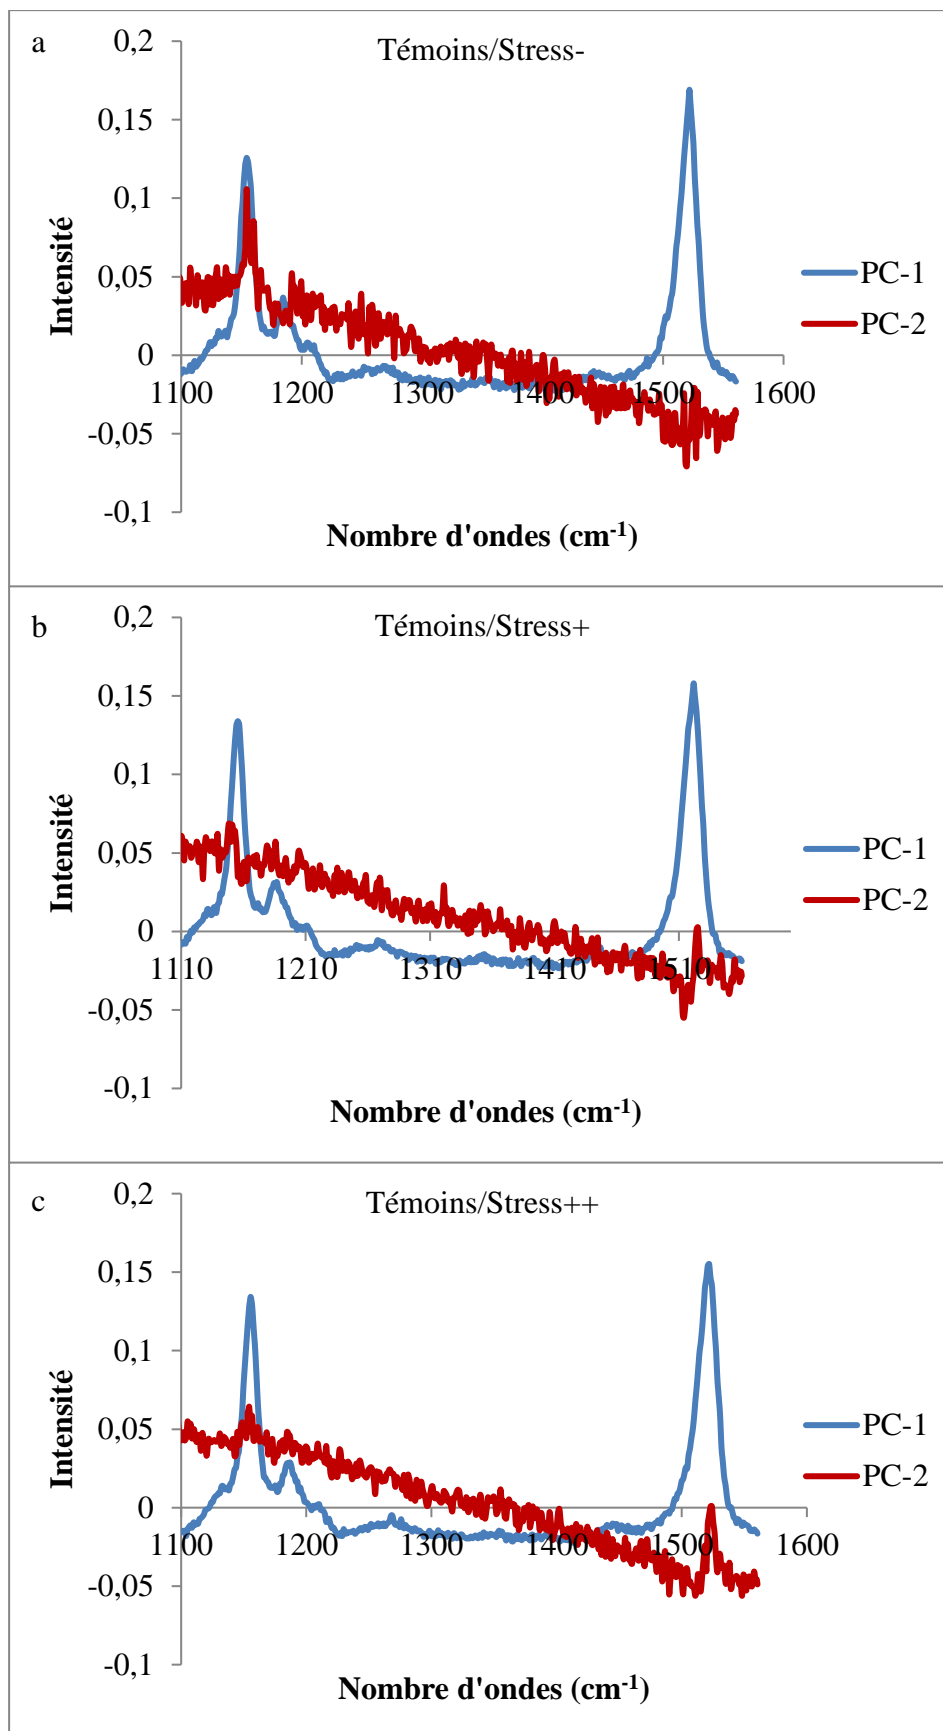 a
Témoins/Stress-
0,2
0,15
0,1
0,05
0
-0,05
-0,1
1100 1200 1300 1400 1500 1600
Intensité
Nombre d'ondes (cm-1)
PC-1
PC-2
b
Témoins/Stress+
0,2
0,15
0,1
0,05
0
-0,05
-0,1
1110 1210 1310 1410 1510
Intensité
Nombre d'ondes (cm-1)
PC-1
PC-2
c
Témoins/Stress++
0,2
0,15
0,1
0,05
0
-0,05
-0,1
1100 1200 1300 1400 1500 1600
Intensité
Nombre d'ondes (cm-1)
PC-1
PC-2